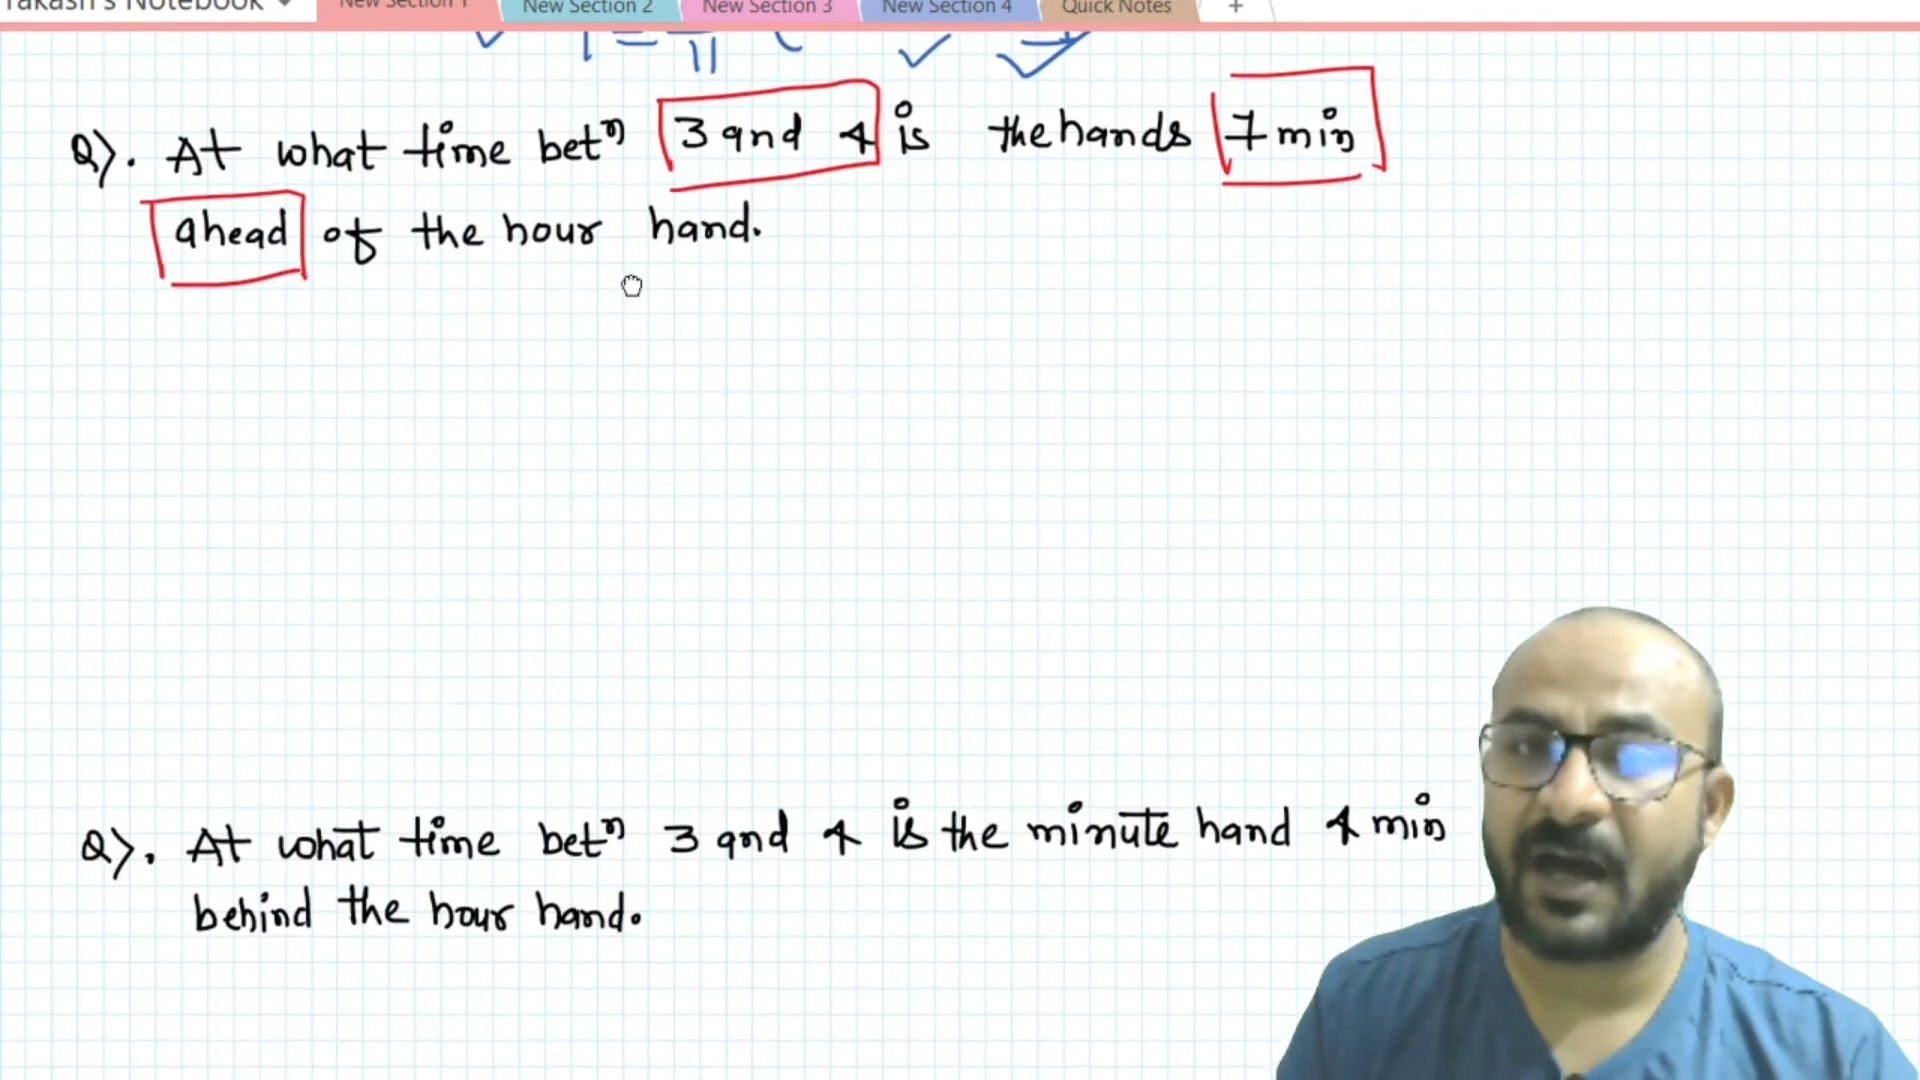 New Section 1 New Section 2 New Section 3 New Section 4 Quick Notes +
Q). At what time betⁿ 3 and 4 is the hands 7 min
ahead of the hour hand.
Q). At what time betⁿ 3 and 4 is the minute hand 4 min
behind the hour hand.